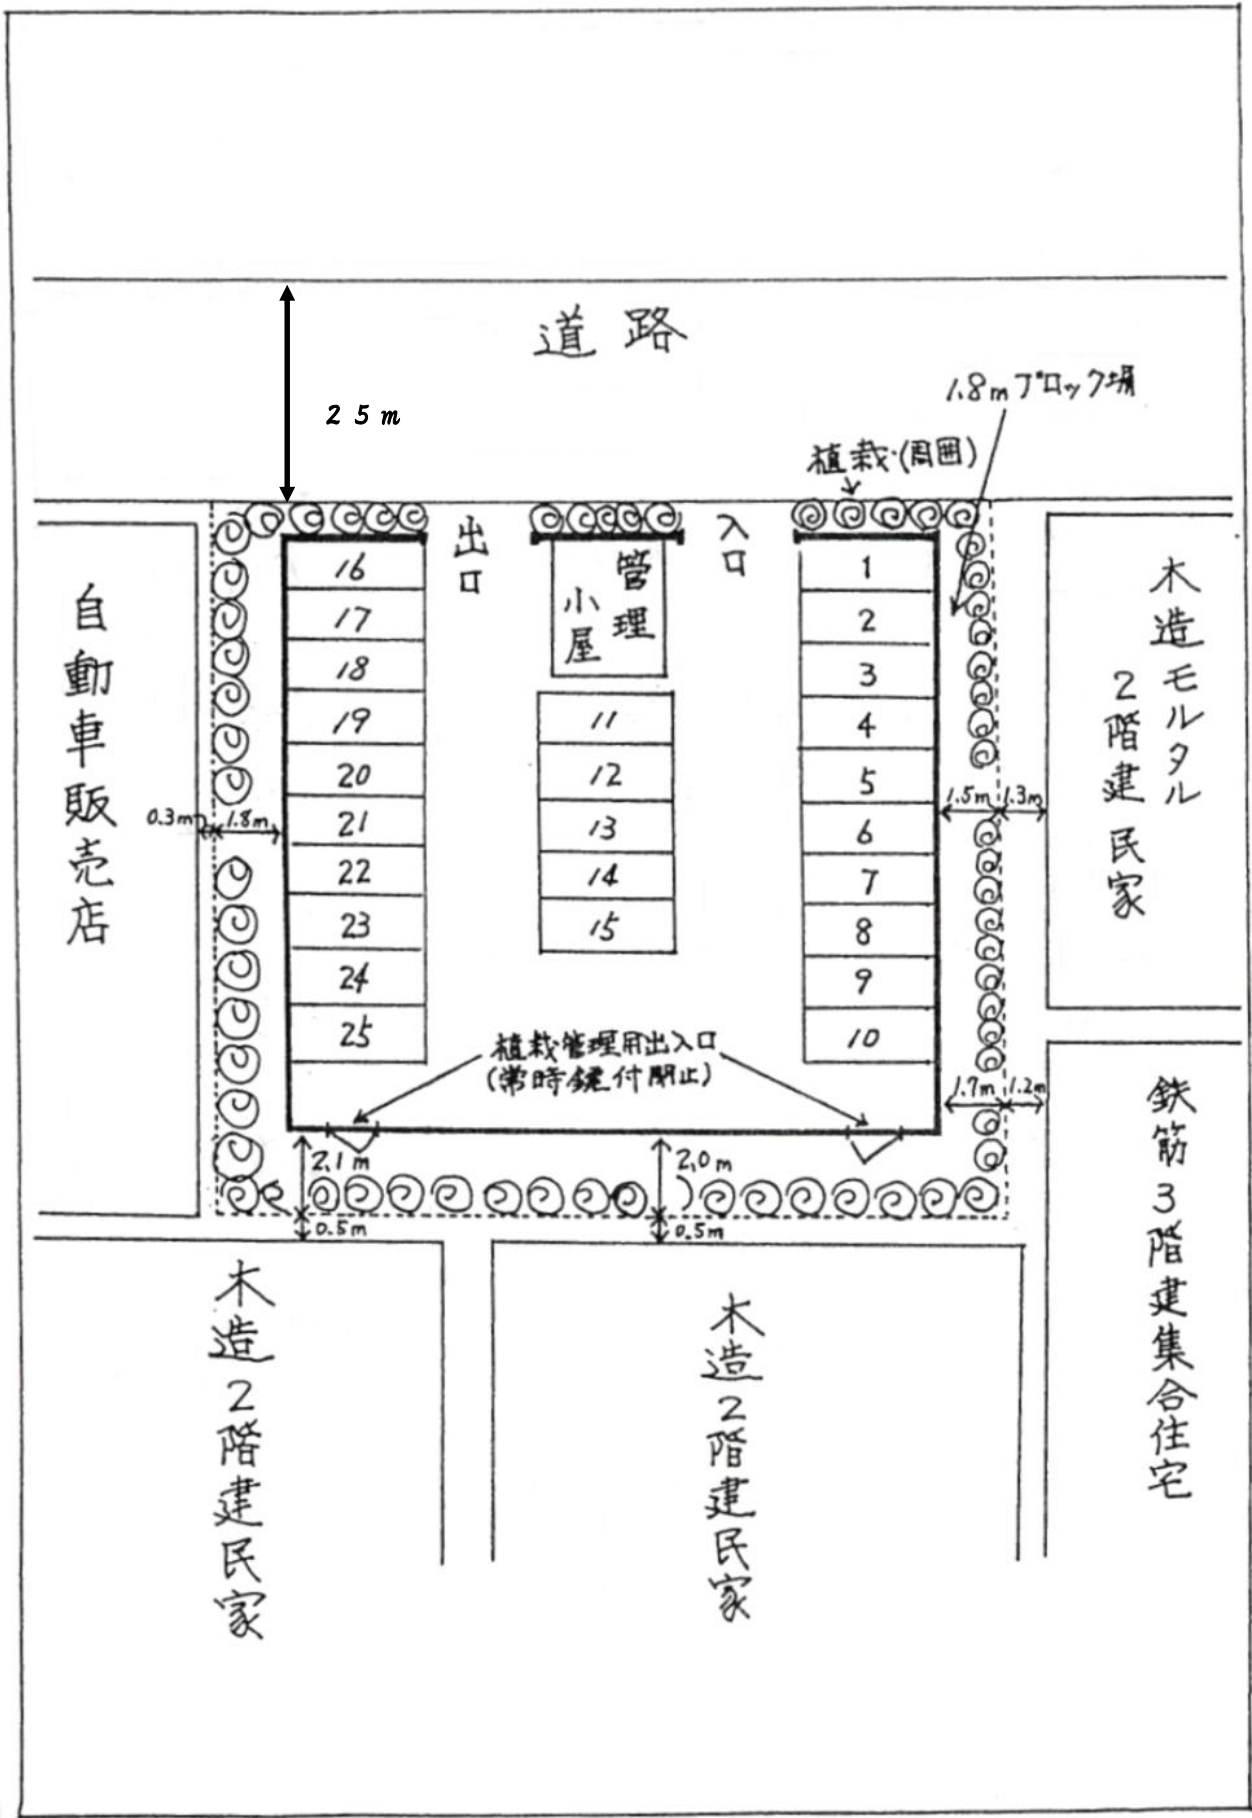 道路
25m
1.8mブロック塀
植栽(周囲)
出口
入口
管理小屋
16
17
18
19
20
21
22
23
24
25
11
12
13
14
15
1
2
3
4
5
6
7
8
9
10
自動車販売店
木造モルタル
2階建民家
0.3m
1.8m
1.5m
1.3m
植栽管理用出入口
(常時鍵付閉止)
1.7m
1.2m
2.1m
2.0m
0.5m
0.5m
鉄筋3階建集合住宅
木造2階建民家
木造2階建民家